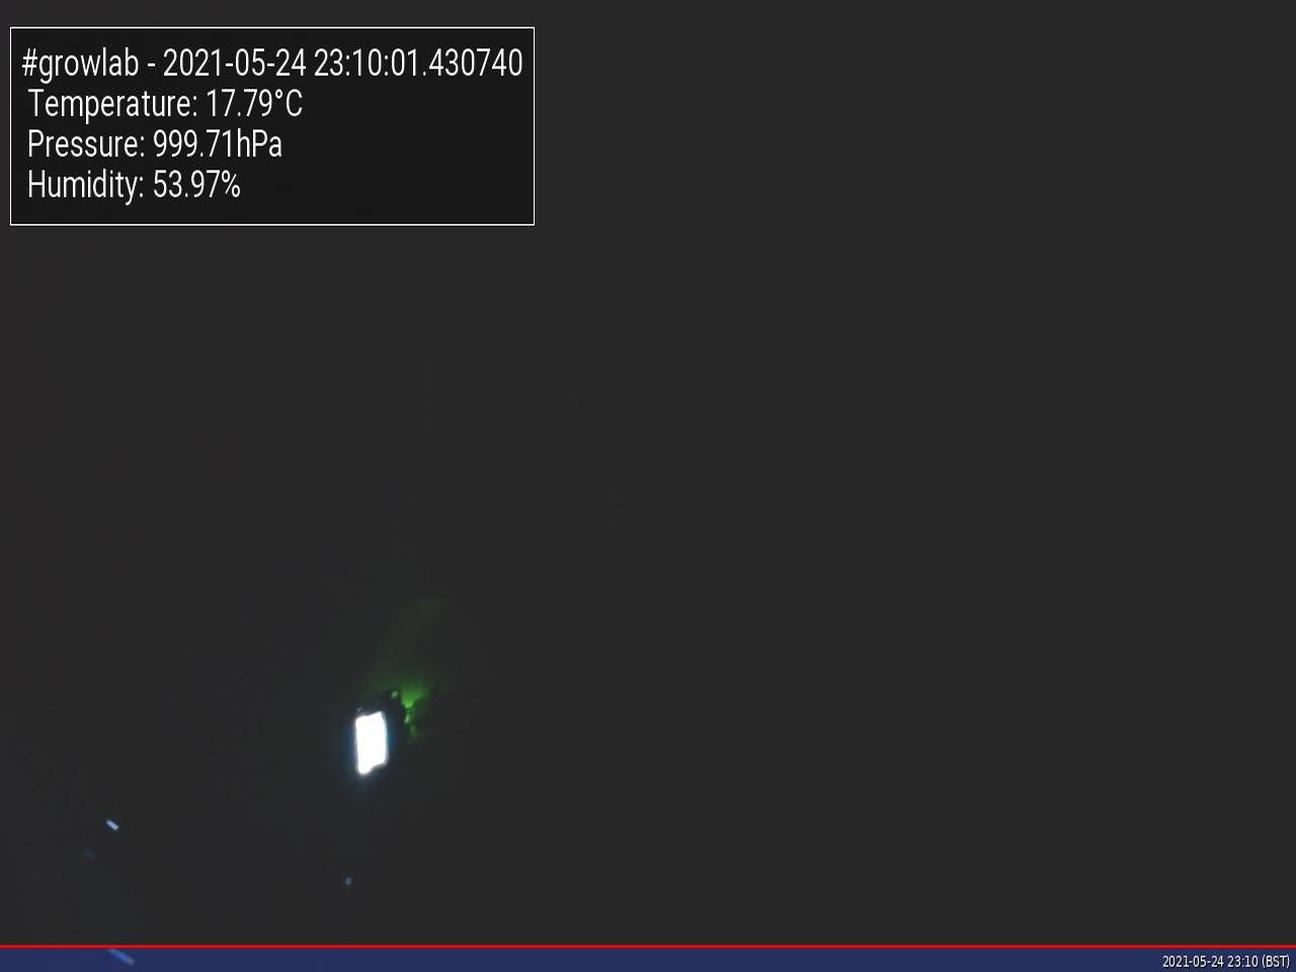 #growlab - 2021-05-24 23:10:01.430740
Temperature: 17.79°C
Pressure: 999.71hPa
Humidity: 53.97%
2021-05-24 23:10 (BST)